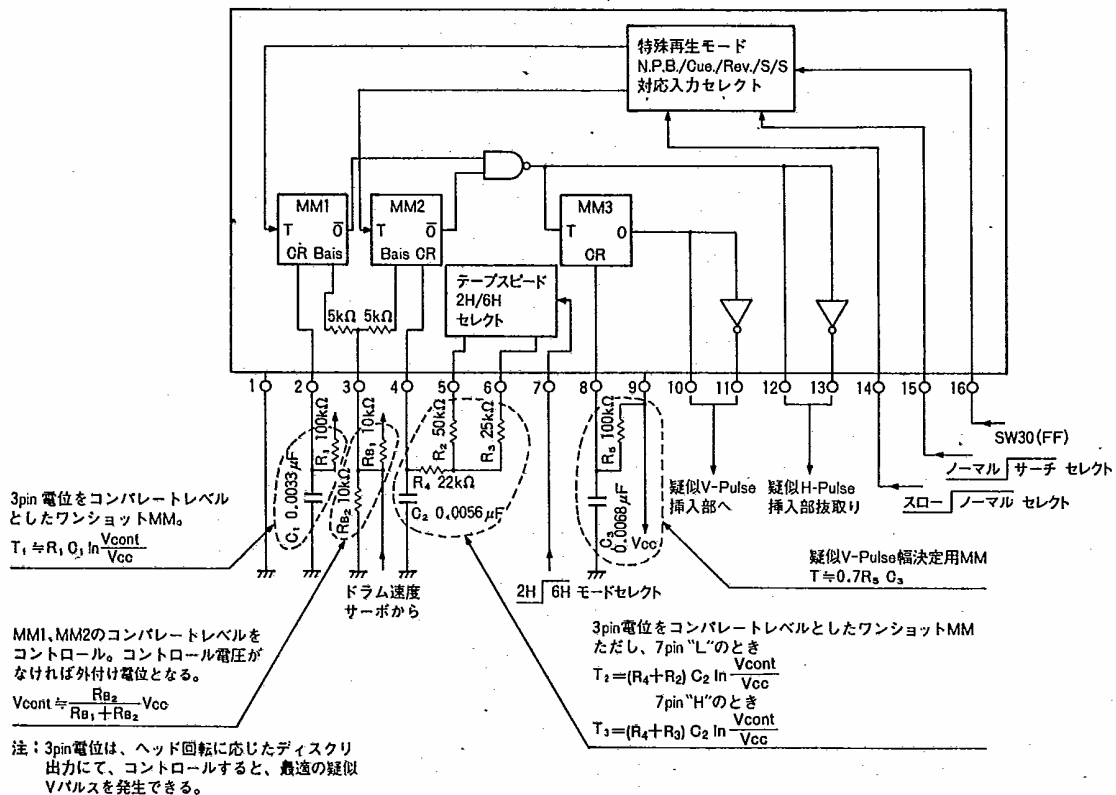 特殊再生モード
N.P.B./Cue./Rev./S/S
対応入力セレクト
MM1
T O̅
CR Bais
MM2
T O̅
Bais CR
MM3
T O
CR
テープスピード
2H/6H
セレクト
5kΩ 5kΩ
1 2 3 4 5 6 7 8 9 10 11 12 13 14 15 16
R₁ 100kΩ
C₁ 0.0033μF
RB₁ 10kΩ
RB₂ 10kΩ
R₂ 50kΩ
R₃ 25kΩ
R₄ 22kΩ
C₂ 0.0056μF
R₅ 100kΩ
C₃ 0.0068μF
Vcc
SW30(FF)
ノーマル サーチ セレクト
スロー ノーマル セレクト
疑似V-Pulse
挿入部へ
疑似H-Pulse
挿入部抜取り
3pin 電位をコンパレートレベル
としたワンショットMM。
T₁≒R₁ C₁ ln Vcont/Vcc
ドラム速度
サーボから
2H 6H モードセレクト
疑似V-Pulse幅決定用MM
T≒0.7R₅ C₃
MM1、MM2のコンパレートレベルを
コントロール。コントロール電圧が
なければ外付け電位となる。
Vcont≒RB₂/(RB₁+RB₂) Vcc
3pin電位をコンパレートレベルとしたワンショットMM
ただし、7pin "L"のとき
T₂=(R₄+R₂) C₂ ln Vcont/Vcc
7pin"H"のとき
T₃=(R₄+R₃) C₂ ln Vcont/Vcc
注：3pin電位は、ヘッド回転に応じたディスクリ
出力にて、コントロールすると、最適の疑似
Vパルスを発生できる。